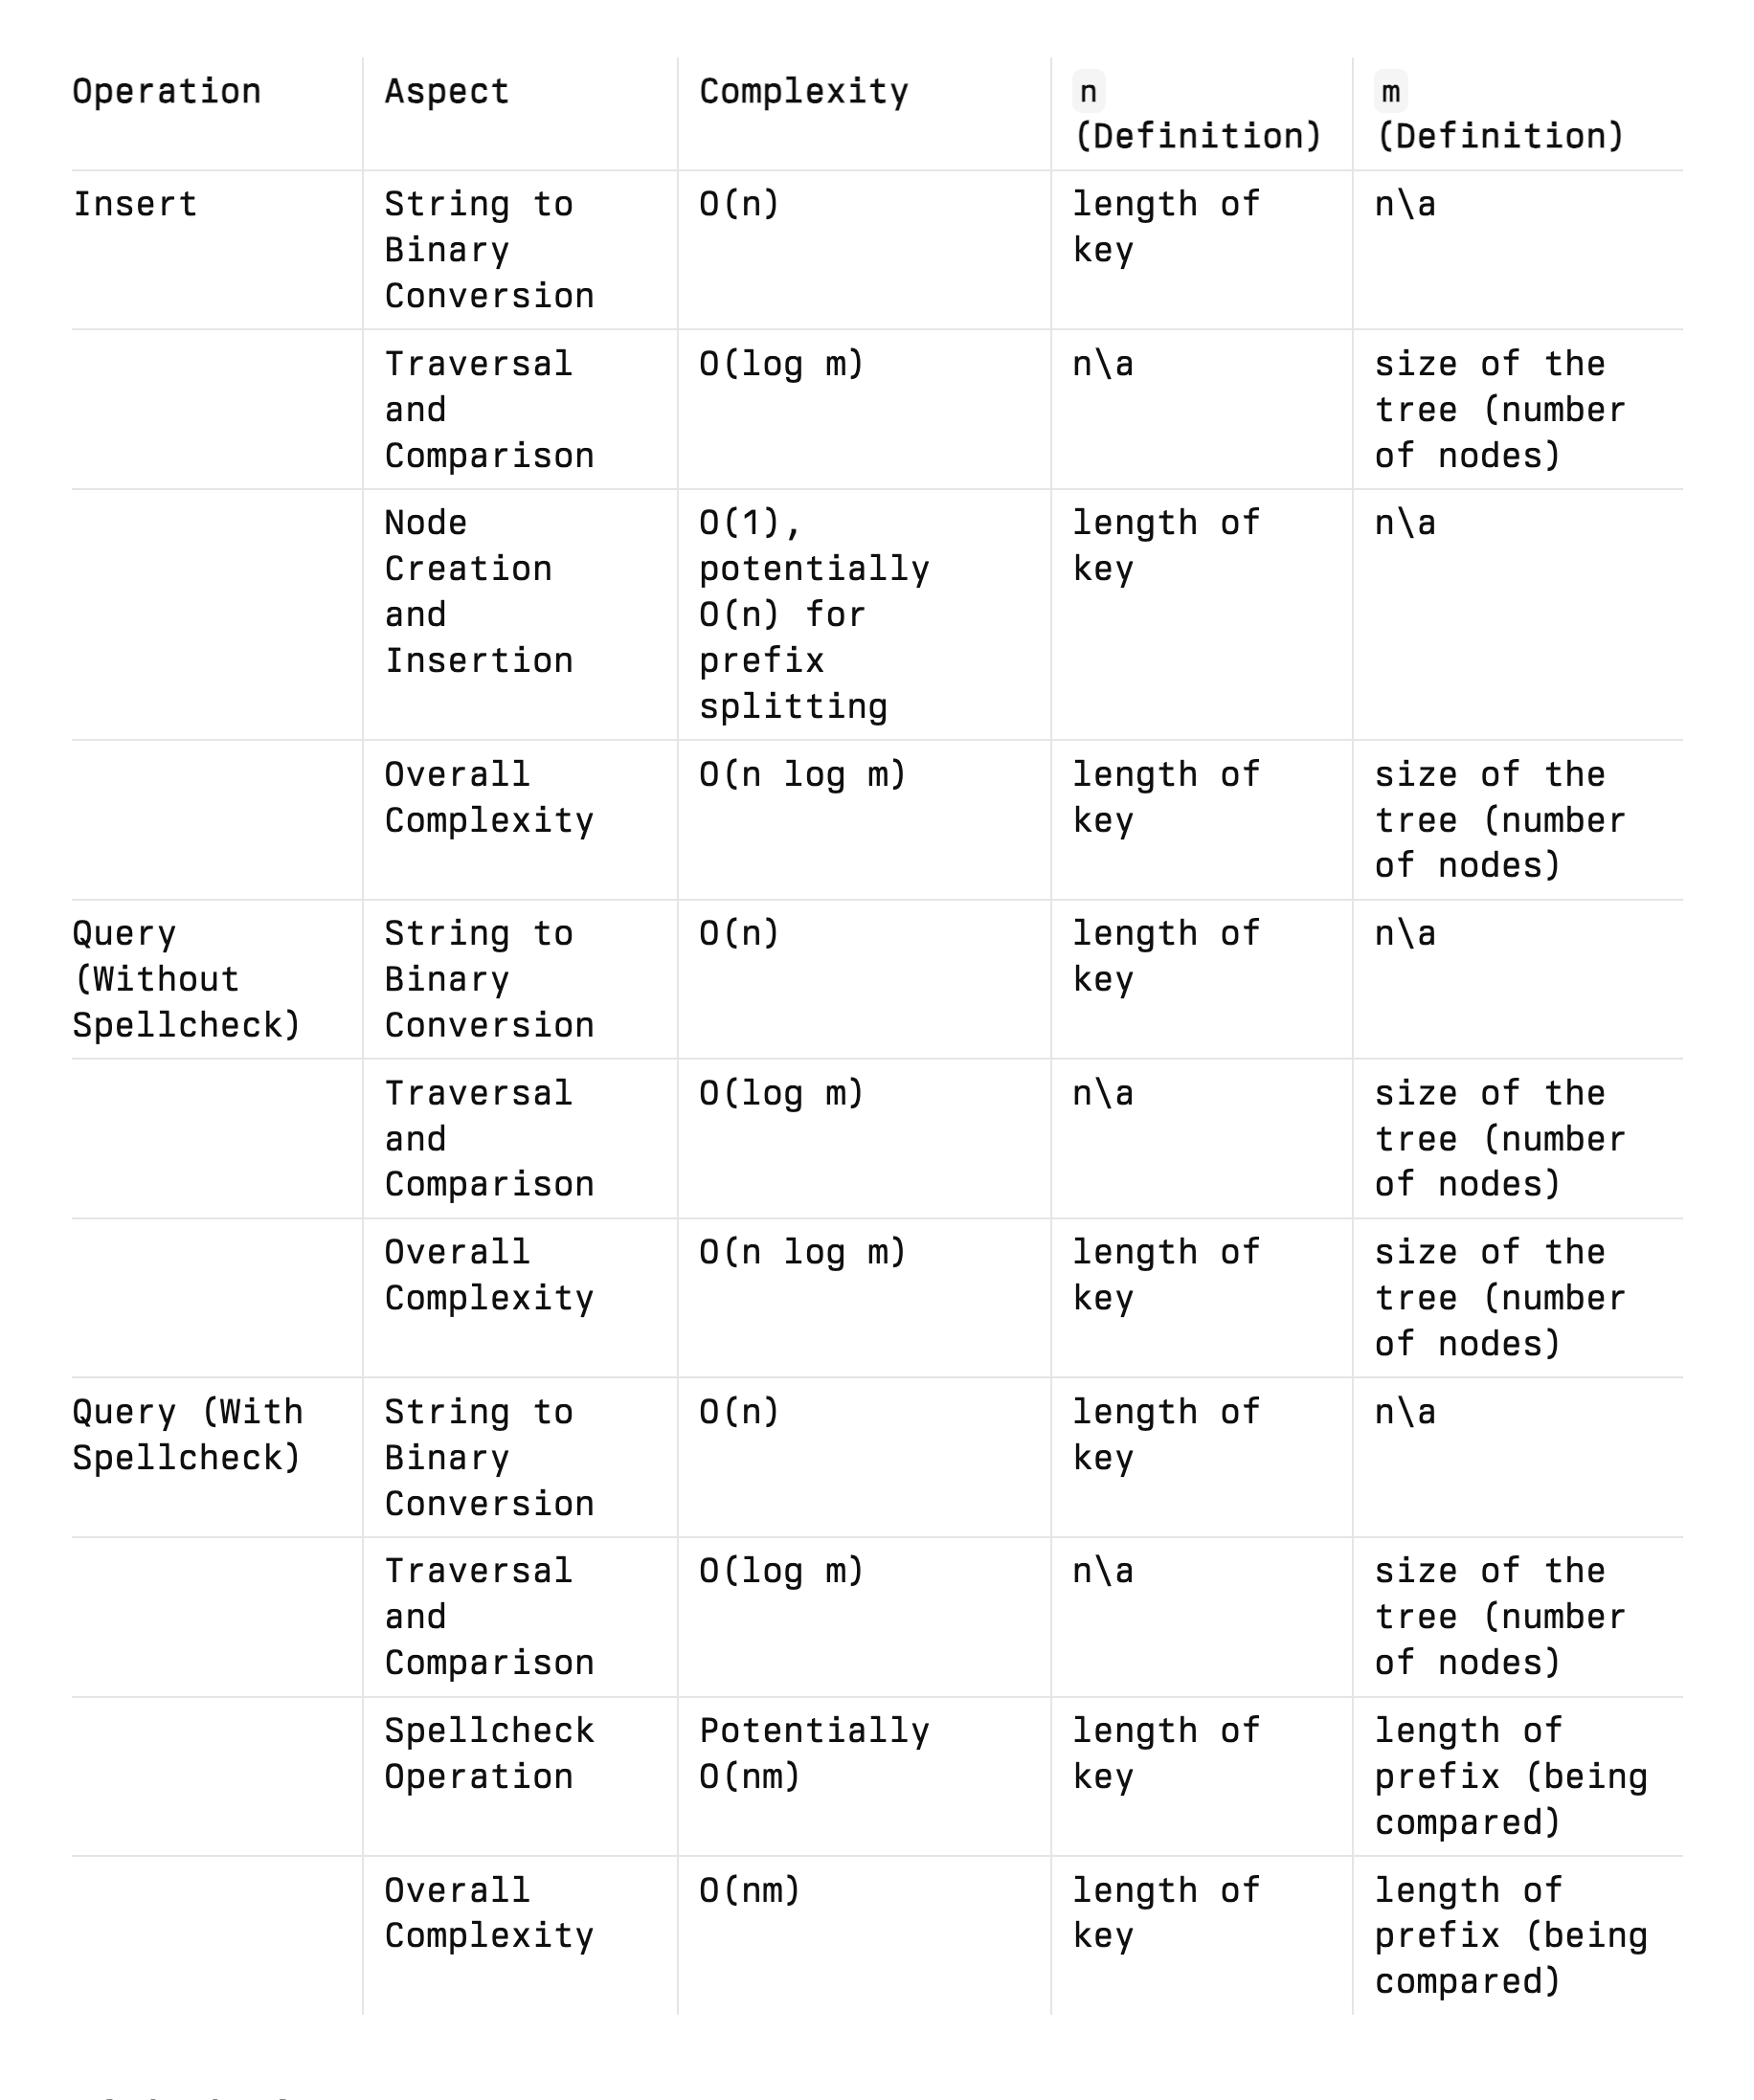 Operation
Aspect
Complexity
n
(Definition)
m
(Definition)
Insert
String to
Binary
Conversion
O(n)
length of
key
n\a
Traversal
and
Comparison
O(log m)
n\a
size of the
tree (number
of nodes)
Node
Creation
and
Insertion
O(1),
potentially
O(n) for
prefix
splitting
length of
key
n\a
Overall
Complexity
O(n log m)
length of
key
size of the
tree (number
of nodes)
Query
(Without
Spellcheck)
String to
Binary
Conversion
O(n)
length of
key
n\a
Traversal
and
Comparison
O(log m)
n\a
size of the
tree (number
of nodes)
Overall
Complexity
O(n log m)
length of
key
size of the
tree (number
of nodes)
Query (With
Spellcheck)
String to
Binary
Conversion
O(n)
length of
key
n\a
Traversal
and
Comparison
O(log m)
n\a
size of the
tree (number
of nodes)
Spellcheck
Operation
Potentially
O(nm)
length of
key
length of
prefix (being
compared)
Overall
Complexity
O(nm)
length of
key
length of
prefix (being
compared)